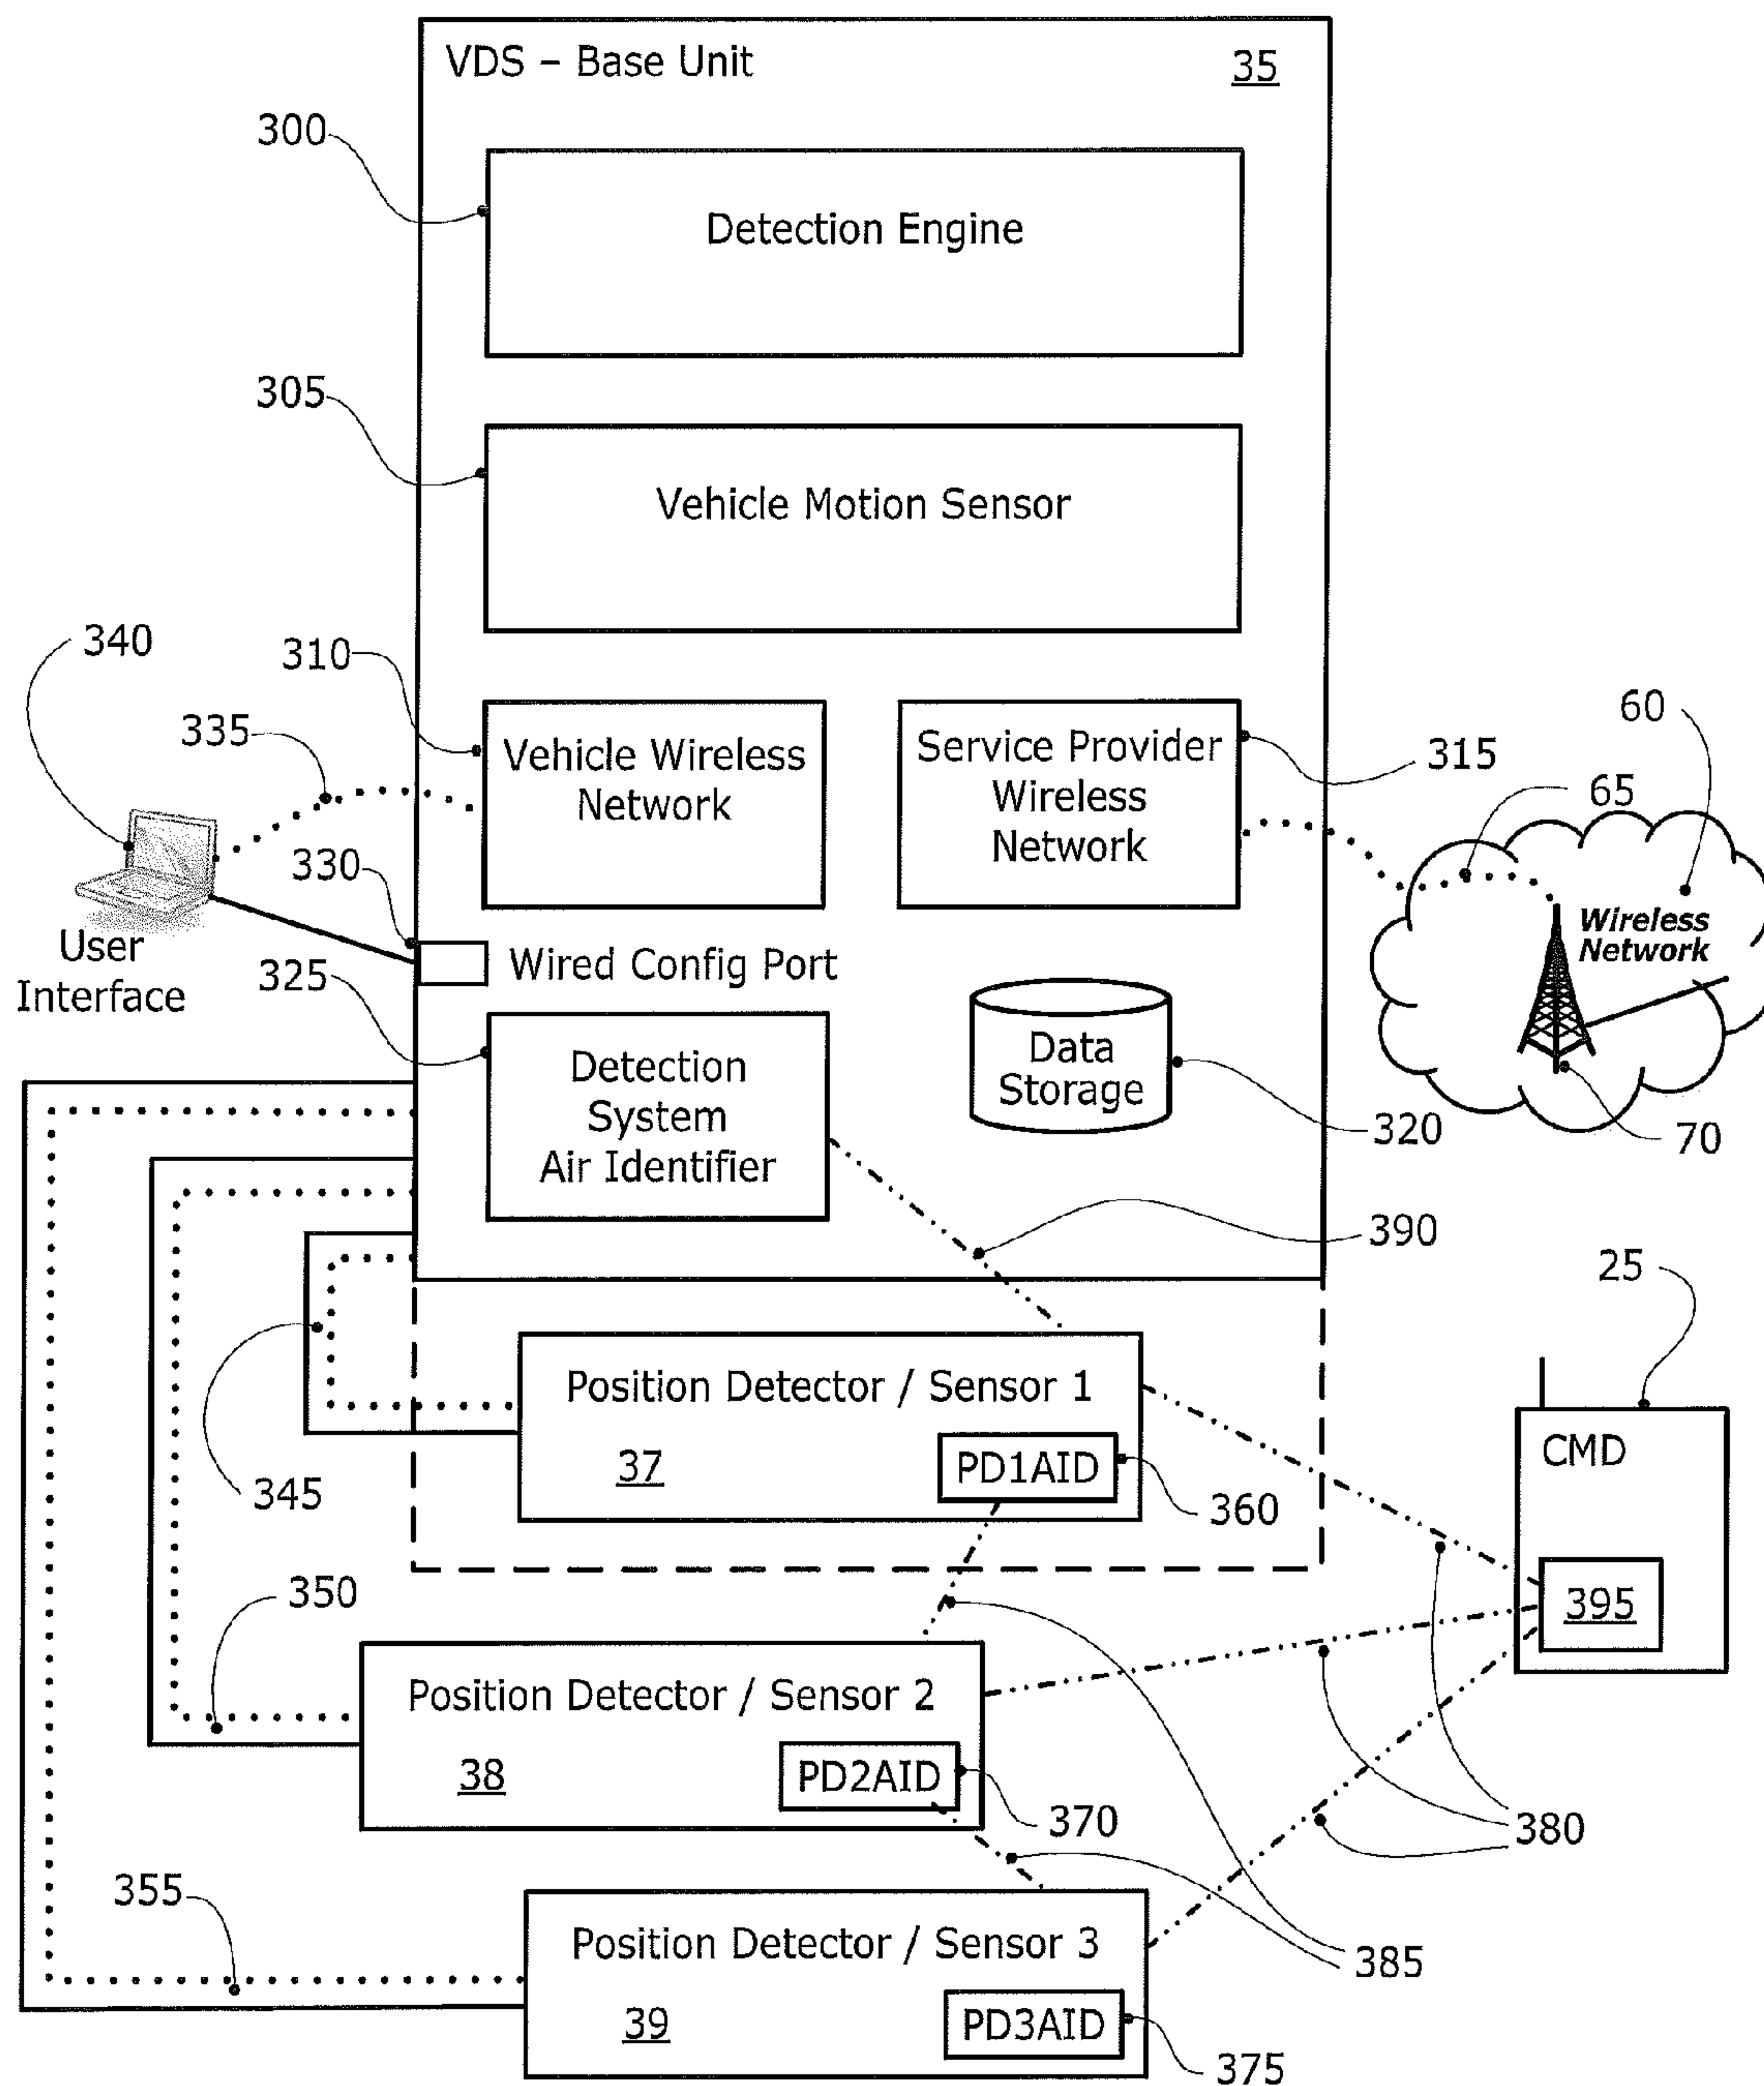 VDS – Base Unit
35
300
Detection Engine
305
Vehicle Motion Sensor
340
310
335
Vehicle Wireless
Network
Service Provider
Wireless
Network
315
60
65
330
User
Interface
Wired Config Port
Wireless
Network
325
Detection
System
Air Identifier
Data
Storage
320
70
390
25
345
Position Detector / Sensor 1
37
PD1AID
360
CMD
395
350
Position Detector / Sensor 2
38
PD2AID
370
380
355
Position Detector / Sensor 3
39
PD3AID
385
375